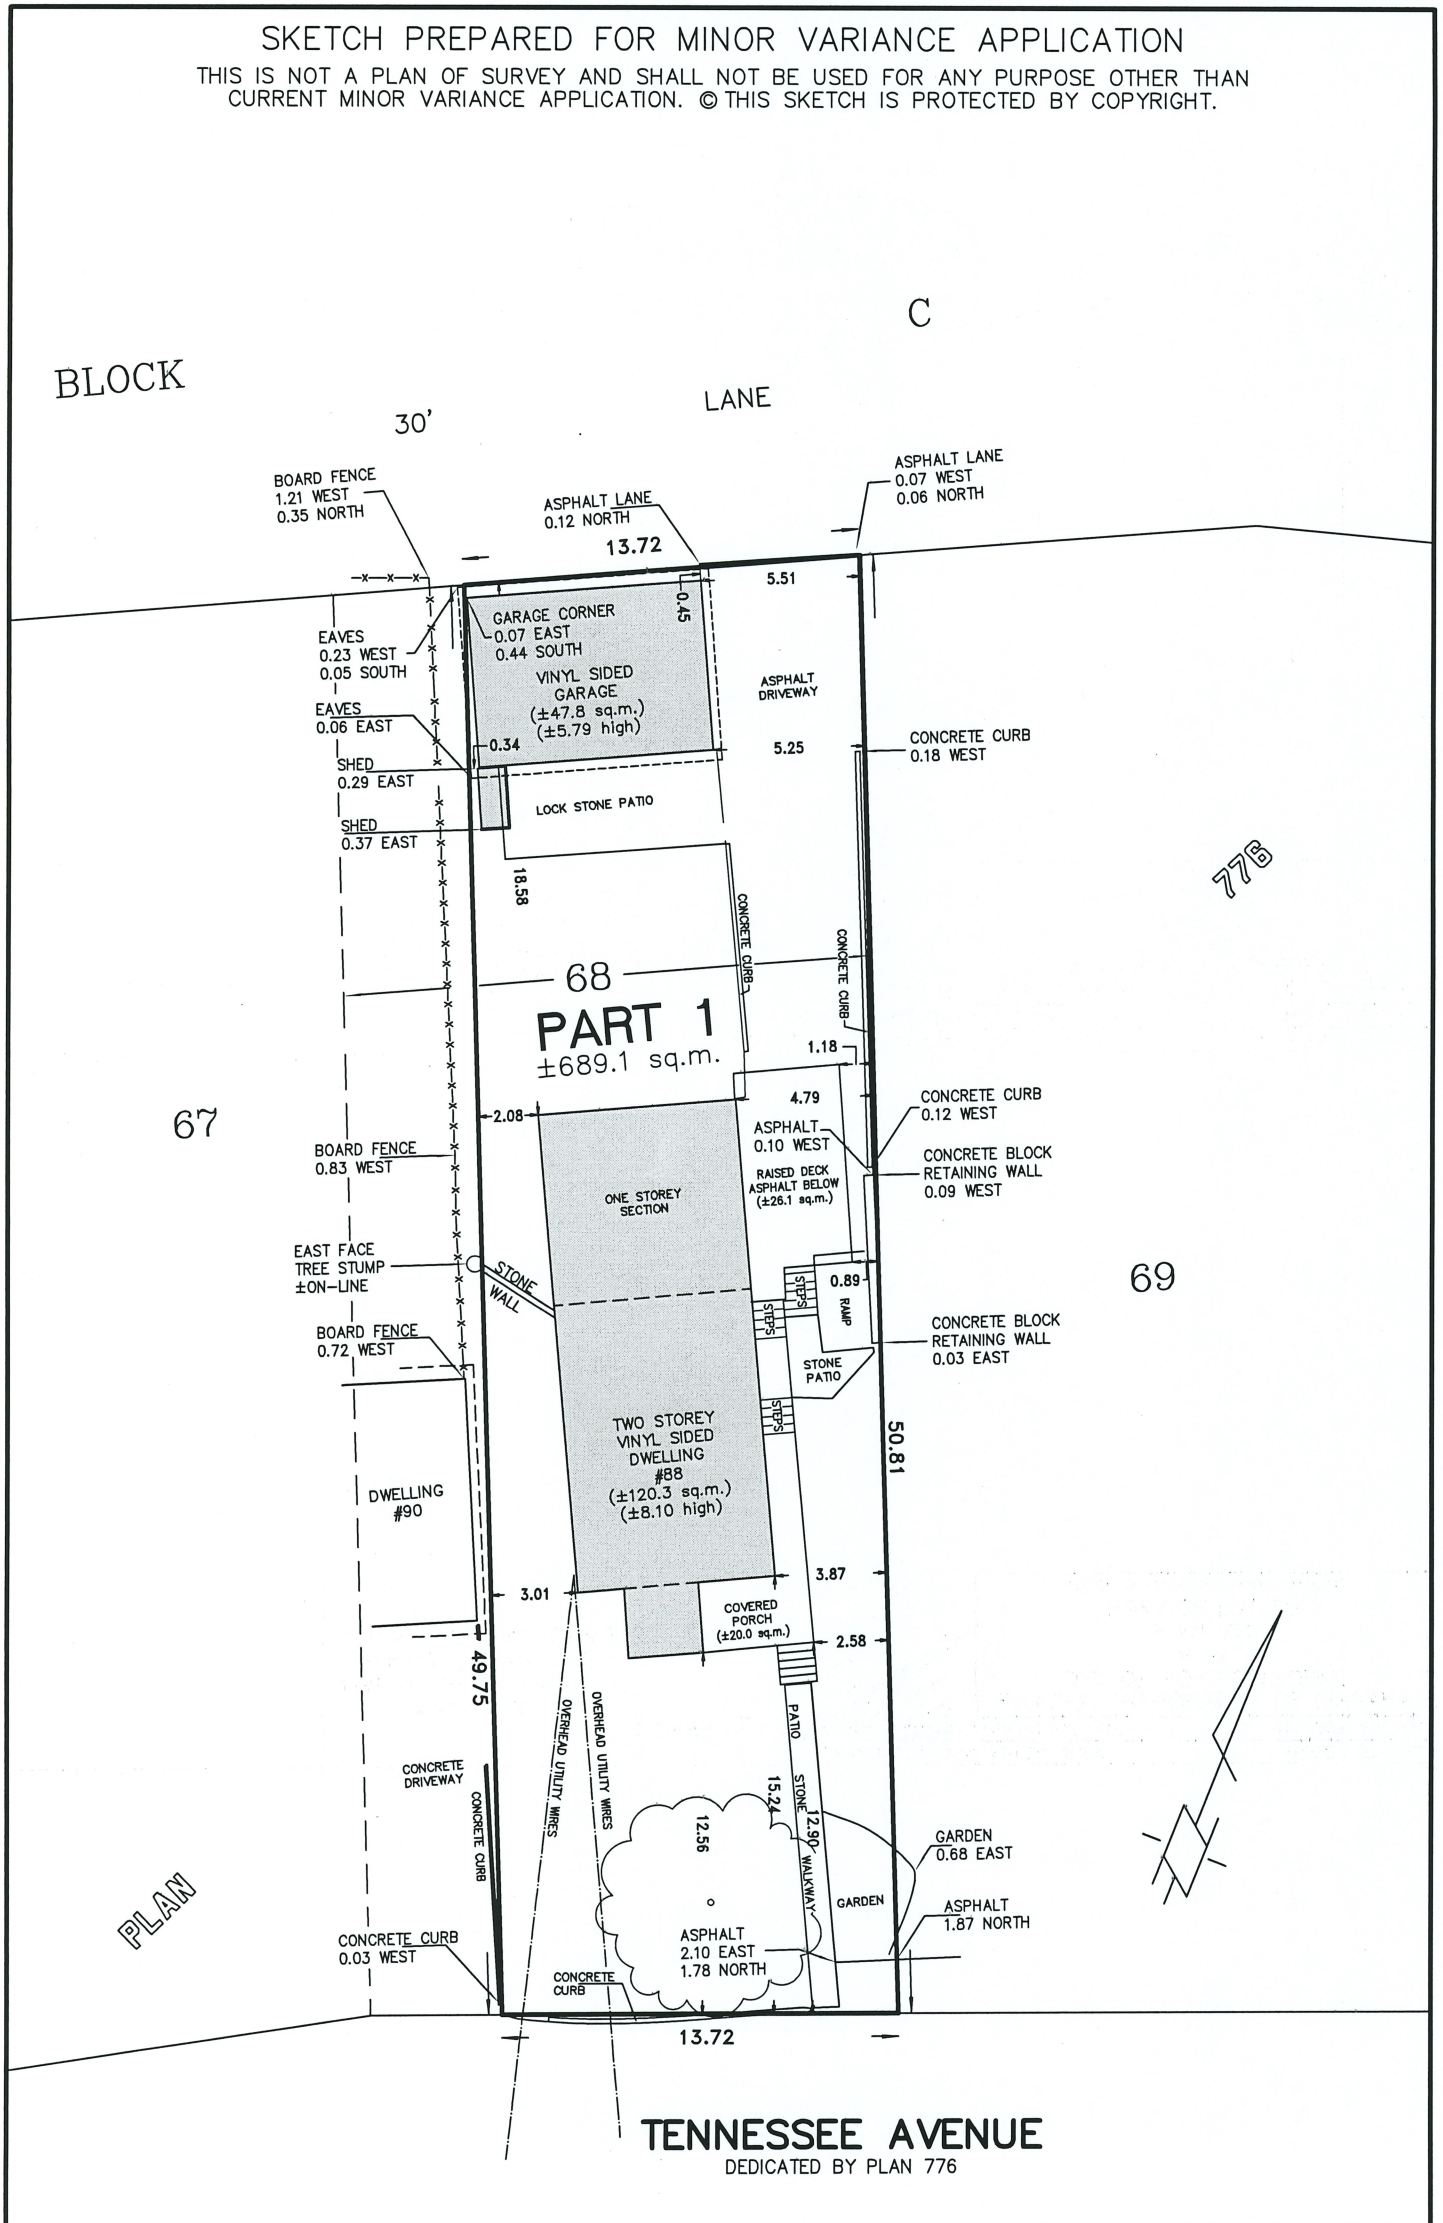 SKETCH PREPARED FOR MINOR VARIANCE APPLICATION
THIS IS NOT A PLAN OF SURVEY AND SHALL NOT BE USED FOR ANY PURPOSE OTHER THAN
CURRENT MINOR VARIANCE APPLICATION. © THIS SKETCH IS PROTECTED BY COPYRIGHT.
C
BLOCK
LANE
30'
ASPHALT LANE
0.07 WEST
0.06 NORTH
BOARD FENCE
1.21 WEST
0.35 NORTH
ASPHALT LANE
0.12 NORTH
13.72
5.51
0.45
GARAGE CORNER
0.07 EAST
0.44 SOUTH
EAVES
0.23 WEST
0.05 SOUTH
VINYL SIDED
GARAGE
(±47.8 sq.m.)
(±5.79 high)
ASPHALT
DRIVEWAY
EAVES
0.06 EAST
0.34
5.25
CONCRETE CURB
0.18 WEST
SHED
0.29 EAST
LOCK STONE PATIO
SHED
0.37 EAST
18.58
776
CONCRETE CURB
CONCRETE CURB
68
PART 1
±689.1 sq.m.
1.18
67
2.08
4.79
CONCRETE CURB
0.12 WEST
ASPHALT
0.10 WEST
BOARD FENCE
0.83 WEST
CONCRETE BLOCK
RETAINING WALL
0.09 WEST
RAISED DECK
ASPHALT BELOW
(±26.1 sq.m.)
ONE STOREY
SECTION
EAST FACE
TREE STUMP
±ON-LINE
STONE
WALL
STEPS
0.89
RAMP
69
STEPS
BOARD FENCE
0.72 WEST
CONCRETE BLOCK
RETAINING WALL
0.03 EAST
STONE
PATIO
STEPS
TWO STOREY
VINYL SIDED
DWELLING
#88
(±120.3 sq.m.)
(±8.10 high)
50.81
DWELLING
#90
3.01
3.87
COVERED
PORCH
(±20.0 sq.m.)
2.58
49.75
OVERHEAD UTILITY WIRES
OVERHEAD UTILITY WIRES
PATIO
STONE
WALKWAY
CONCRETE
DRIVEWAY
CONCRETE CURB
15.24
12.56
12.90
GARDEN
0.68 EAST
GARDEN
ASPHALT
1.87 NORTH
PLAN
ASPHALT
2.10 EAST
1.78 NORTH
CONCRETE CURB
0.03 WEST
CONCRETE
CURB
13.72
TENNESSEE AVENUE
DEDICATED BY PLAN 776